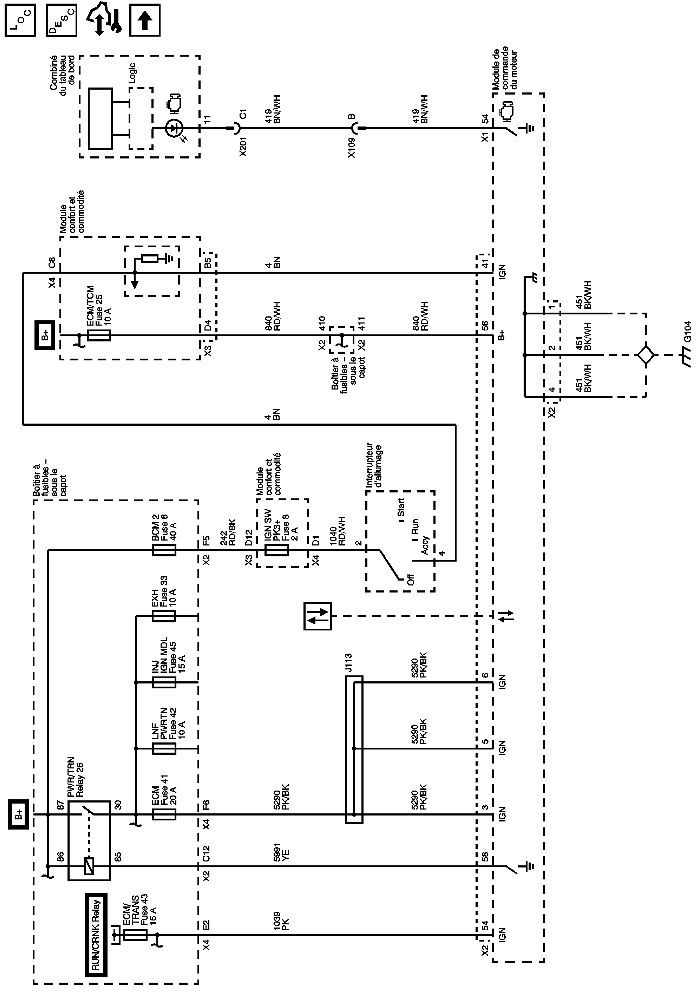 LOC
DESC
Combiné
du tableau
de bord
Logic
11
C1
X201
419
BN/WH
B
X109
419
BN/WH
54
X1
Module de
commande
du moteur
Module
confort et
commodité
X4 C8
B+
ECM/TCM
Fuse 25
10 A
B5
X3 D4
4
BN
840
RD/WH
X2 410
X2 411
Boîtier à
fusibles –
sous le
capot
840
RD/WH
41
IGN
56
B+
4
BN
1
2
4
X2
451
BK/WH
451
BK/WH
451
BK/WH
G104
Boîtier à
fusibles –
sous le
capot
BCM 2
Fuse 6
40 A
X2 F5
242
RD/BK
Module
confort et
commodité
X3 D12
IGN SW
PK3+
Fuse 8
2 A
X4 D1
1040
RD/WH
Interrupteur
d'allumage
2
Off
Accy
Run
Start
4
EXH
Fuse 33
10 A
INJ
IGN MDL
Fuse 45
15 A
LNF
PWRTN
Fuse 42
10 A
ECM
Fuse 41
20 A
B+
PWR/TRN
Relay 26
87
30
86
85
X4 F6
5290
PK/BK
J113
5290
PK/BK
6
IGN
5290
PK/BK
5
IGN
5290
PK/BK
3
IGN
X2 C12
5991
YE
58
RUN/CRNK Relay
ECM/
TRANS
Fuse 43
15 A
X4 E2
1039
PK
54
X2
IGN